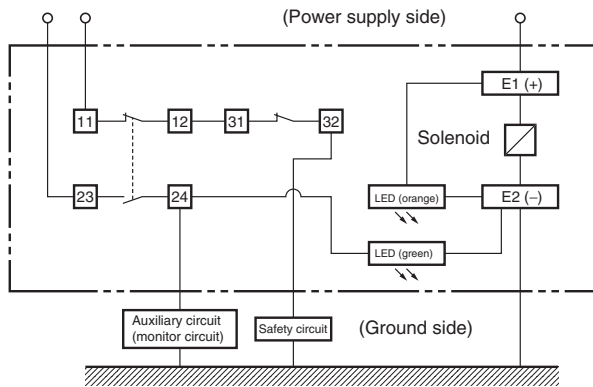 (Power supply side)
E1 (+)
11
12
31
32
Solenoid
23
24
LED (orange)
E2 (−)
LED (green)
Auxiliary circuit
(monitor circuit)
Safety circuit
(Ground side)